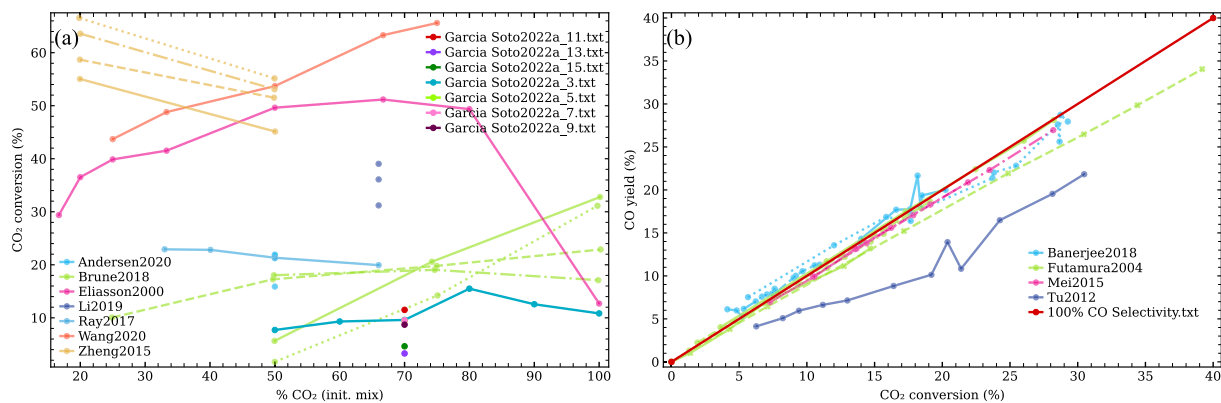 (a)
Garcia Soto2022a_11.txt
Garcia Soto2022a_13.txt
Garcia Soto2022a_15.txt
Garcia Soto2022a_3.txt
Garcia Soto2022a_5.txt
Garcia Soto2022a_7.txt
Garcia Soto2022a_9.txt
Andersen2020
Brune2018
Eliasson2000
Li2019
Ray2017
Wang2020
Zheng2015
CO₂ conversion (%)
60
50
40
30
20
10
20 30 40 50 60 70 80 90 100
% CO₂ (init. mix)
(b)
CO yield (%)
40
35
30
25
20
15
10
5
0
Banerjee2018
Futamura2004
Mei2015
Tu2012
100% CO Selectivity.txt
0 5 10 15 20 25 30 35 40
CO₂ conversion (%)